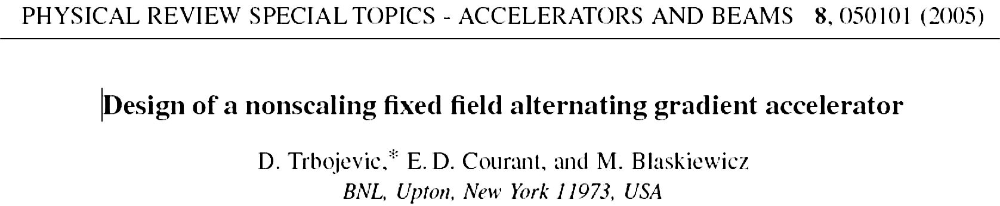 PHYSICAL REVIEW SPECIAL TOPICS - ACCELERATORS AND BEAMS 8, 050101 (2005)
Design of a nonscaling fixed field alternating gradient accelerator
D. Trbojevic,* E. D. Courant, and M. Blaskiewicz
BNL, Upton, New York 11973, USA